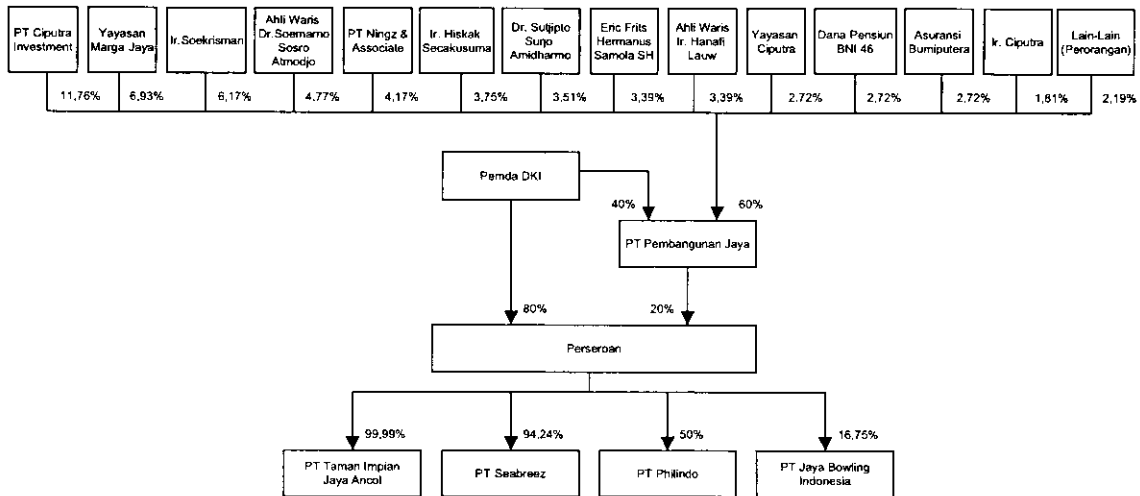 PT Ciputra
Investment
Yayasan
Marga Jaya
Ir.Soekrisman
Ahli Waris
Dr.Soemarno
Sosro
Atmodjo
PT Ningz &
Associate
Ir. Hiskak
Secakusuma
Dr. Sutjipto
Surjo
Amidharmo
Eric Frits
Hermanus
Samola SH
Ahli Waris
Ir. Hanafi
Lauw
Yayasan
Ciputra
Dana Pensiun
BNI 46
Asuransi
Bumiputera
Ir. Ciputra
Lain-Lain
(Perorangan)
11,76%
6,93%
6,17%
4,77%
4,17%
3,75%
3,51%
3,39%
3,39%
2,72%
2,72%
2,72%
1,81%
2,19%
Pemda DKI
40%
60%
PT Pembangunan Jaya
80%
20%
Perseroan
99,99%
94,24%
50%
16,75%
PT Taman Impian
Jaya Ancol
PT Seabreez
PT Philindo
PT Jaya Bowling
Indonesia